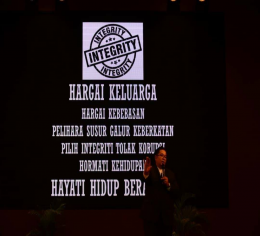 INTEGRITY
INTEGRITY
INTEGRITY
HARGAI KELUARGA
HARGAI KEBEBASAN
PELIHARA SUSUR GALUR KEBERKATAN
PILIH INTEGRITI TOLAK KORUPSI
HORMATI KEHIDUPAN
HAYATI HIDUP